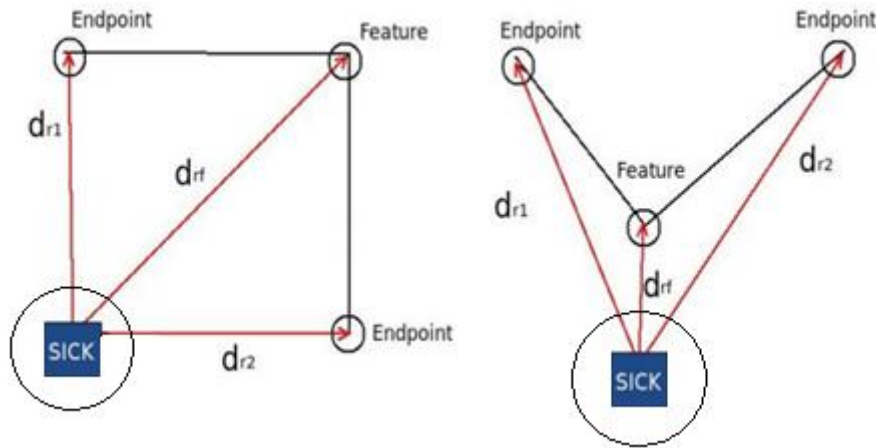 Endpoint
Feature
dr1
drf
SICK
dr2
Endpoint
Endpoint
Endpoint
Feature
dr1
dr2
drf
SICK